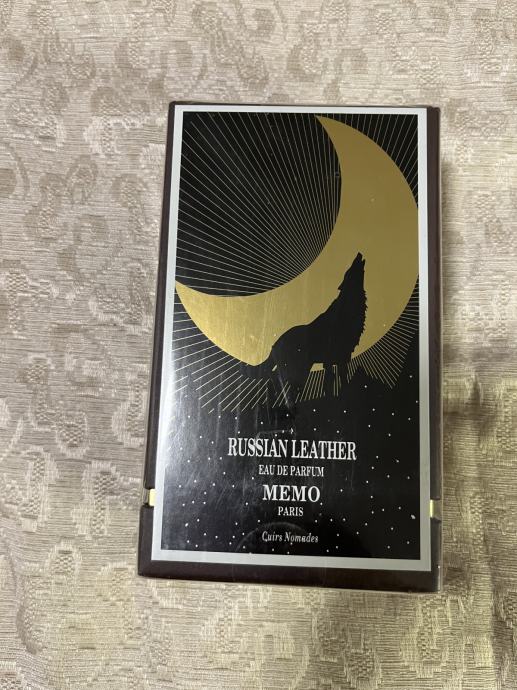 RUSSIAN LEATHER
EAU DE PARFUM
MEMO
PARIS
Cuirs Nomades